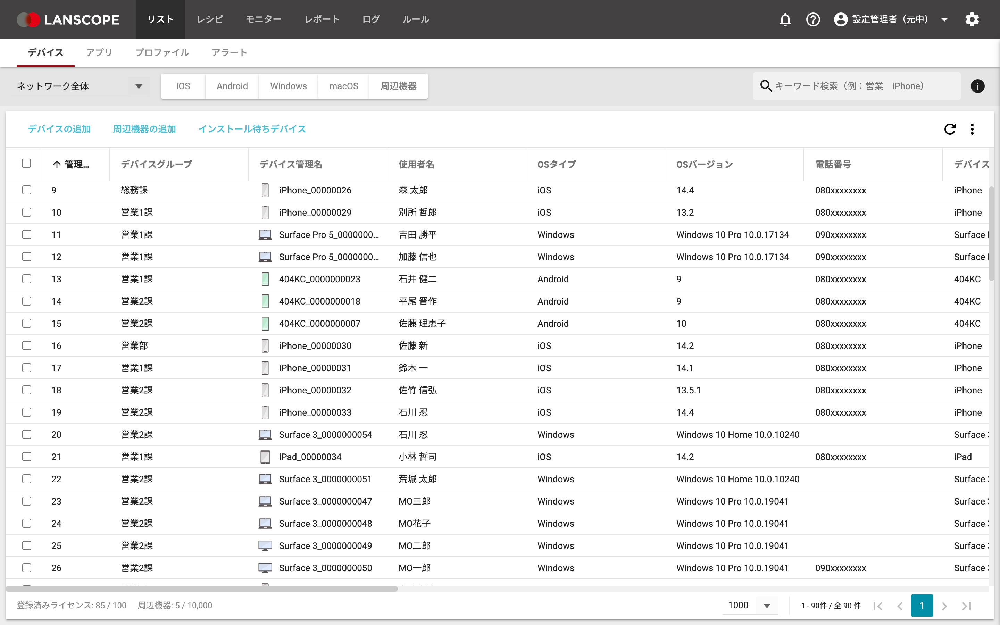 LANSCOPE リスト レシピ モニター レポート ログ ルール 設定管理者（元中）
デバイス アプリ プロファイル アラート
ネットワーク全体 iOS Android Windows macOS 周辺機器 キーワード検索（例：営業　iPhone）
デバイスの追加 周辺機器の追加 インストール待ちデバイス
管理... デバイスグループ デバイス管理名 使用者名 OSタイプ OSバージョン 電話番号 デバイス
9 総務課 iPhone_00000026 森 太郎 iOS 14.4 080xxxxxxxx iPhone
10 営業1課 iPhone_00000029 別所 哲郎 iOS 13.2 080xxxxxxxx iPhone
11 営業1課 Surface Pro 5_0000000... 吉田 勝平 Windows Windows 10 Pro 10.0.17134 090xxxxxxxx Surface
12 営業1課 Surface Pro 5_0000000... 加藤 信也 Windows Windows 10 Pro 10.0.17134 090xxxxxxxx Surface
13 営業1課 404KC_0000000023 石井 健二 Android 9 080xxxxxxxx 404KC
14 営業2課 404KC_0000000018 平尾 晋作 Android 9 080xxxxxxxx 404KC
15 営業2課 404KC_0000000007 佐藤 理恵子 Android 10 080xxxxxxxx 404KC
16 営業部 iPhone_00000030 佐藤 新 iOS 14.2 080xxxxxxxx iPhone
17 営業1課 iPhone_00000031 鈴木 一 iOS 14.1 080xxxxxxxx iPhone
18 営業2課 iPhone_00000032 佐竹 信弘 iOS 13.5.1 080xxxxxxxx iPhone
19 営業2課 iPhone_00000033 石川 忍 iOS 14.4 080xxxxxxxx iPhone
20 営業2課 Surface 3_0000000054 石川 忍 Windows Windows 10 Home 10.0.10240 Surface 3
21 営業1課 iPad_00000034 小林 哲司 iOS 14.2 080xxxxxxxx iPad
22 営業2課 Surface 3_0000000051 荒城 太郎 Windows Windows 10 Home 10.0.10240 Surface 3
23 営業2課 Surface 3_0000000047 MO三郎 Windows Windows 10 Pro 10.0.19041 Surface 3
24 営業2課 Surface 3_0000000048 MO花子 Windows Windows 10 Pro 10.0.19041 Surface 3
25 営業2課 Surface 3_0000000049 MO二郎 Windows Windows 10 Pro 10.0.19041 Surface 3
26 営業2課 Surface 3_0000000050 MO一郎 Windows Windows 10 Pro 10.0.19041 090xxxxxxxx Surface 3
登録済みライセンス: 85 / 100 周辺機器: 5 / 10,000 1000 1 - 90件 / 全 90 件 1